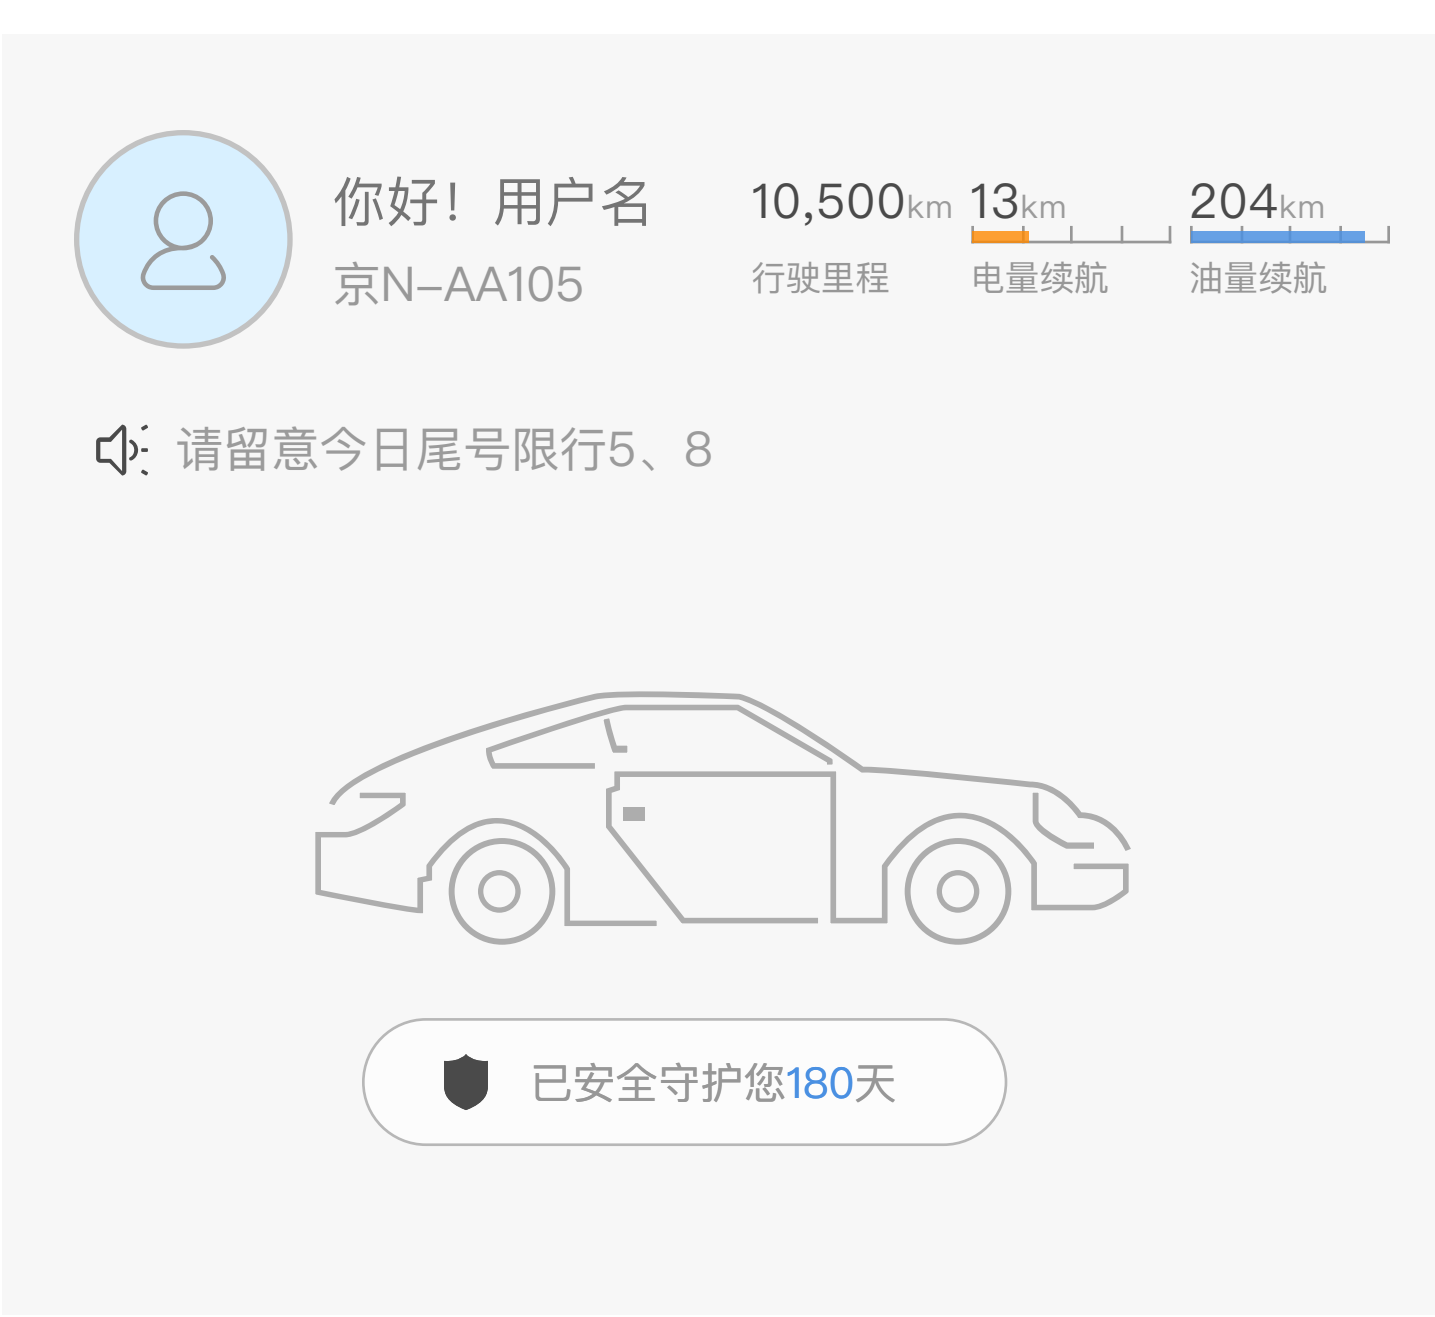 你好！用户名
京N–AA105
10,500km
行驶里程
13km
电量续航
204km
油量续航
请留意今日尾号限行5、8
已安全守护您180天